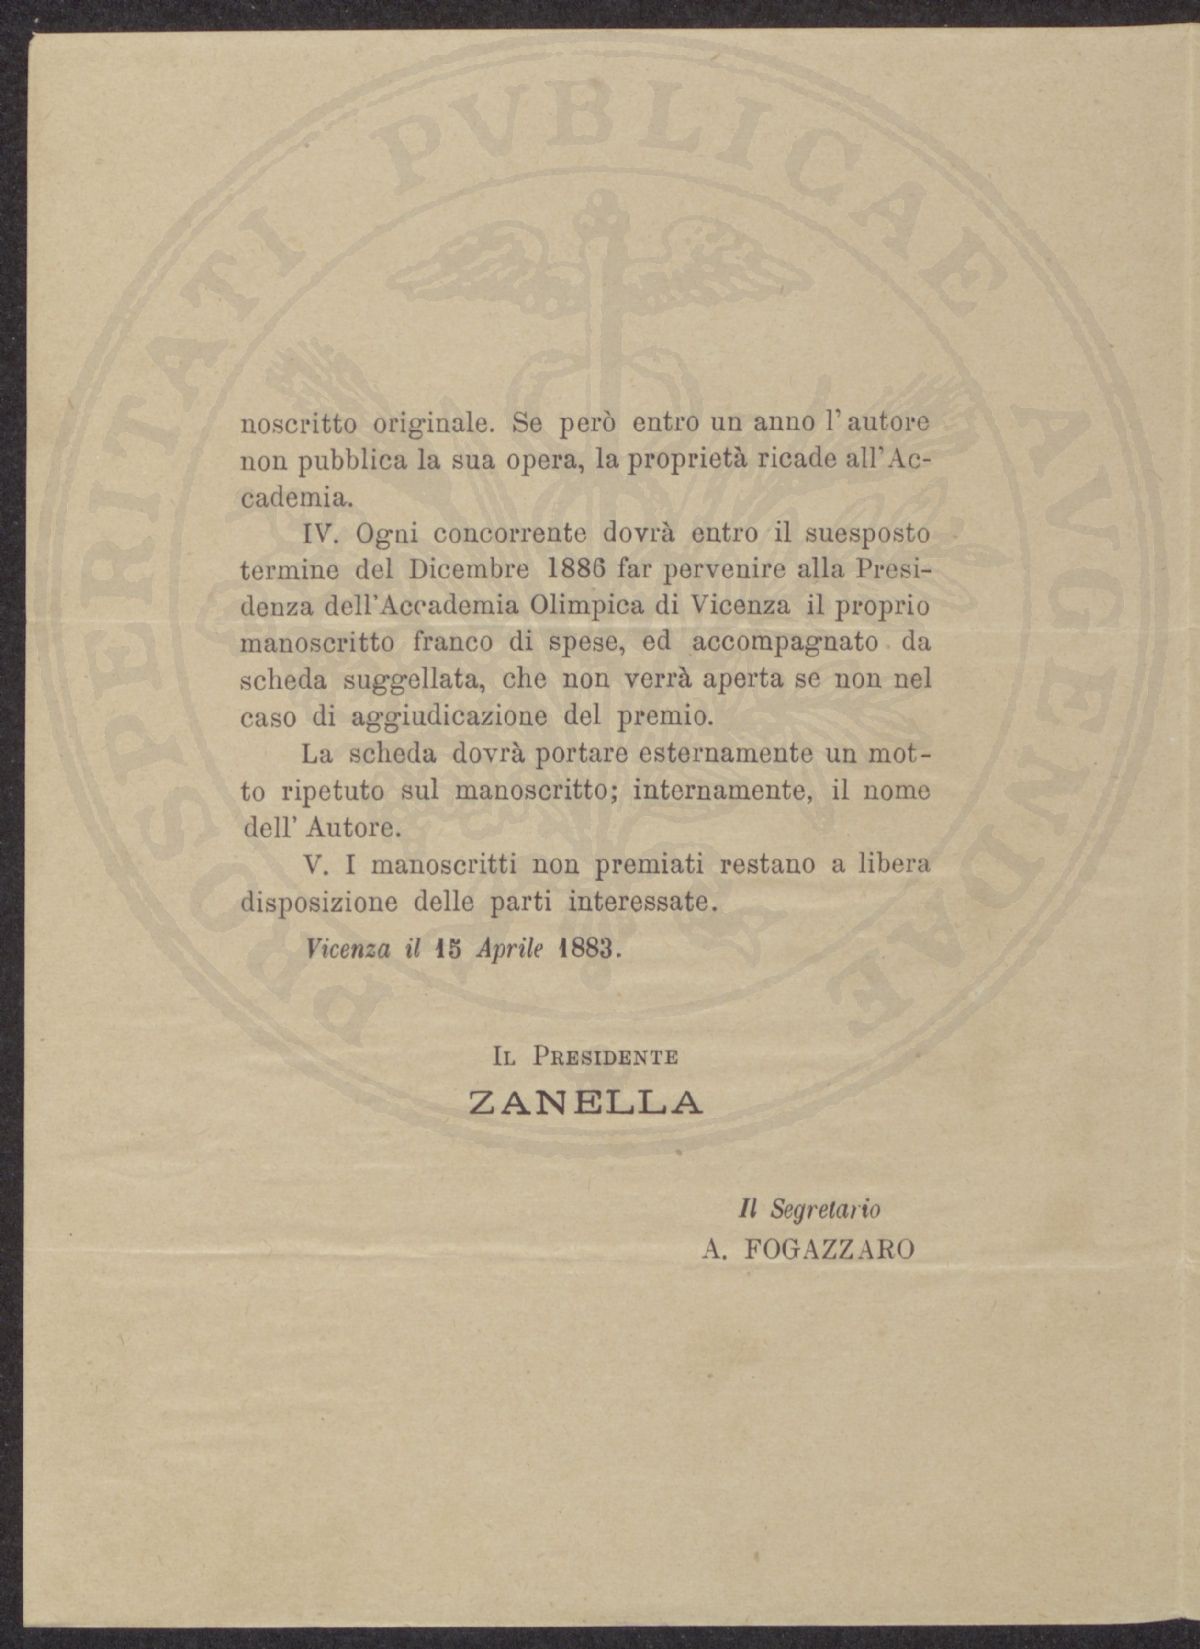 noscritto originale. Se però entro un anno l'autore
non pubblica la sua opera, la proprietà ricade all'Ac-
cademia.
IV. Ogni concorrente dovrà entro il suesposto
termine del Dicembre 1886 far pervenire alla Presi-
denza dell'Accademia Olimpica di Vicenza il proprio
manoscritto franco di spese, ed accompagnato da
scheda suggellata, che non verrà aperta se non nel
caso di aggiudicazione del premio.
La scheda dovrà portare esternamente un mot-
to ripetuto sul manoscritto; internamente, il nome
dell' Autore.
V. I manoscritti non premiati restano a libera
disposizione delle parti interessate.
Vicenza il 15 Aprile 1883.
IL PRESIDENTE
ZANELLA
Il Segretario
A. FOGAZZARO
PROSPERITATI PVBLICAE AVGENDAE